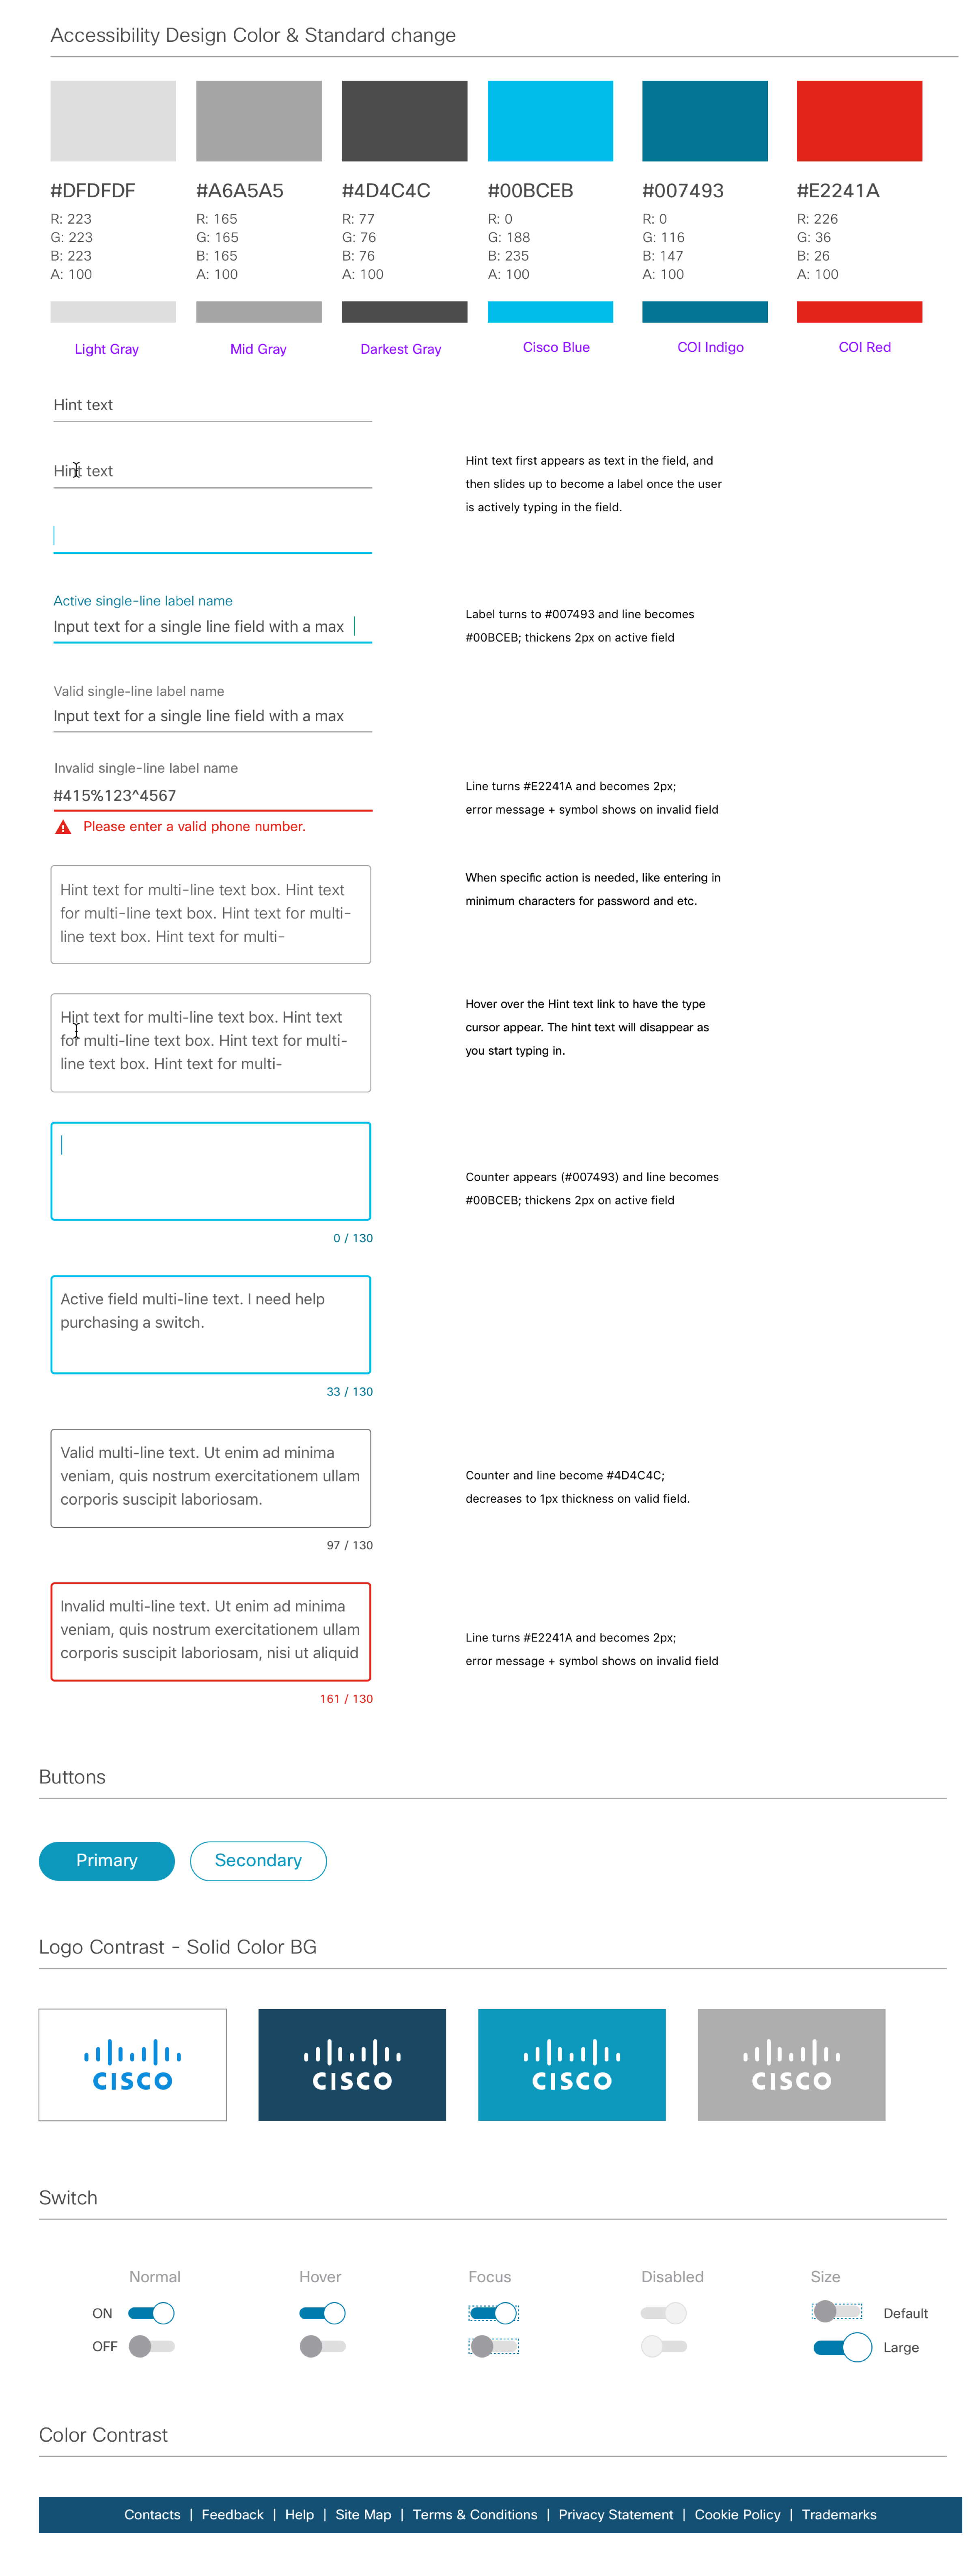 Accessibility Design Color & Standard change
#DFDFDF
R: 223
G: 223
B: 223
A: 100
Light Gray
#A6A5A5
R: 165
G: 165
B: 165
A: 100
Mid Gray
#4D4C4C
R: 77
G: 76
B: 76
A: 100
Darkest Gray
#00BCEB
R: 0
G: 188
B: 235
A: 100
Cisco Blue
#007493
R: 0
G: 116
B: 147
A: 100
COI Indigo
#E2241A
R: 226
G: 36
B: 26
A: 100
COI Red
Hint text
Hint text
Hint text first appears as text in the field, and
then slides up to become a label once the user
is actively typing in the field.
Active single-line label name
Input text for a single line field with a max
Label turns to #007493 and line becomes
#00BCEB; thickens 2px on active field
Valid single-line label name
Input text for a single line field with a max
Invalid single-line label name
#415%123^4567
Please enter a valid phone number.
Line turns #E2241A and becomes 2px;
error message + symbol shows on invalid field
Hint text for multi-line text box. Hint text
for multi-line text box. Hint text for multi-
line text box. Hint text for multi-
When specific action is needed, like entering in
minimum characters for password and etc.
Hint text for multi-line text box. Hint text
for multi-line text box. Hint text for multi-
line text box. Hint text for multi-
Hover over the Hint text link to have the type
cursor appear. The hint text will disappear as
you start typing in.
0 / 130
Counter appears (#007493) and line becomes
#00BCEB; thickens 2px on active field
Active field multi-line text. I need help
purchasing a switch.
33 / 130
Valid multi-line text. Ut enim ad minima
veniam, quis nostrum exercitationem ullam
corporis suscipit laboriosam.
97 / 130
Counter and line become #4D4C4C;
decreases to 1px thickness on valid field.
Invalid multi-line text. Ut enim ad minima
veniam, quis nostrum exercitationem ullam
corporis suscipit laboriosam, nisi ut aliquid
161 / 130
Line turns #E2241A and becomes 2px;
error message + symbol shows on invalid field
Buttons
Primary
Secondary
Logo Contrast - Solid Color BG
CISCO
CISCO
CISCO
CISCO
Switch
Normal Hover Focus Disabled Size
ON Default
OFF Large
Color Contrast
Contacts | Feedback | Help | Site Map | Terms & Conditions | Privacy Statement | Cookie Policy | Trademarks